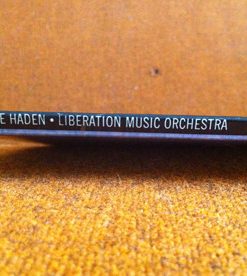 E HADEN • LIBERATION MUSIC ORCHESTRA